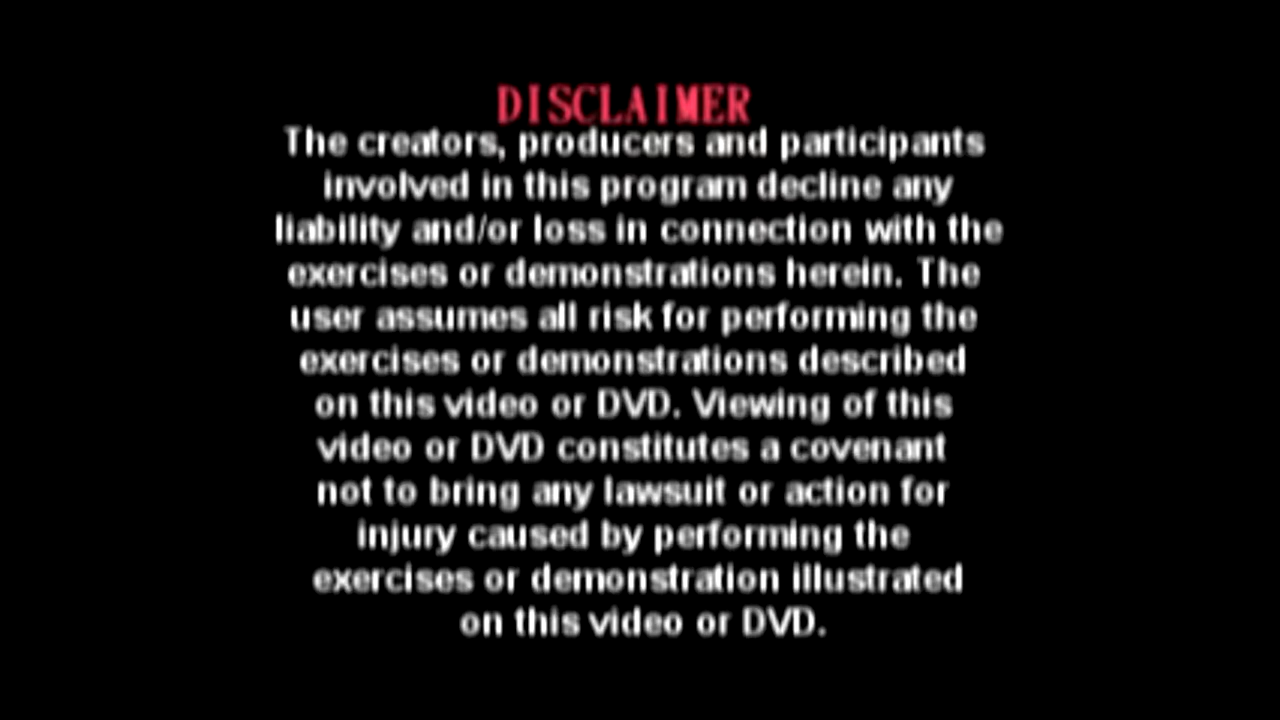 DISCLAIMER
The creators, producers and participants
involved in this program decline any
liability and/or loss in connection with the
exercises or demonstrations herein. The
user assumes all risk for performing the
exercises or demonstrations described
on this video or DVD. Viewing of this
video or DVD constitutes a covenant
not to bring any lawsuit or action for
injury caused by performing the
exercises or demonstration illustrated
on this video or DVD.